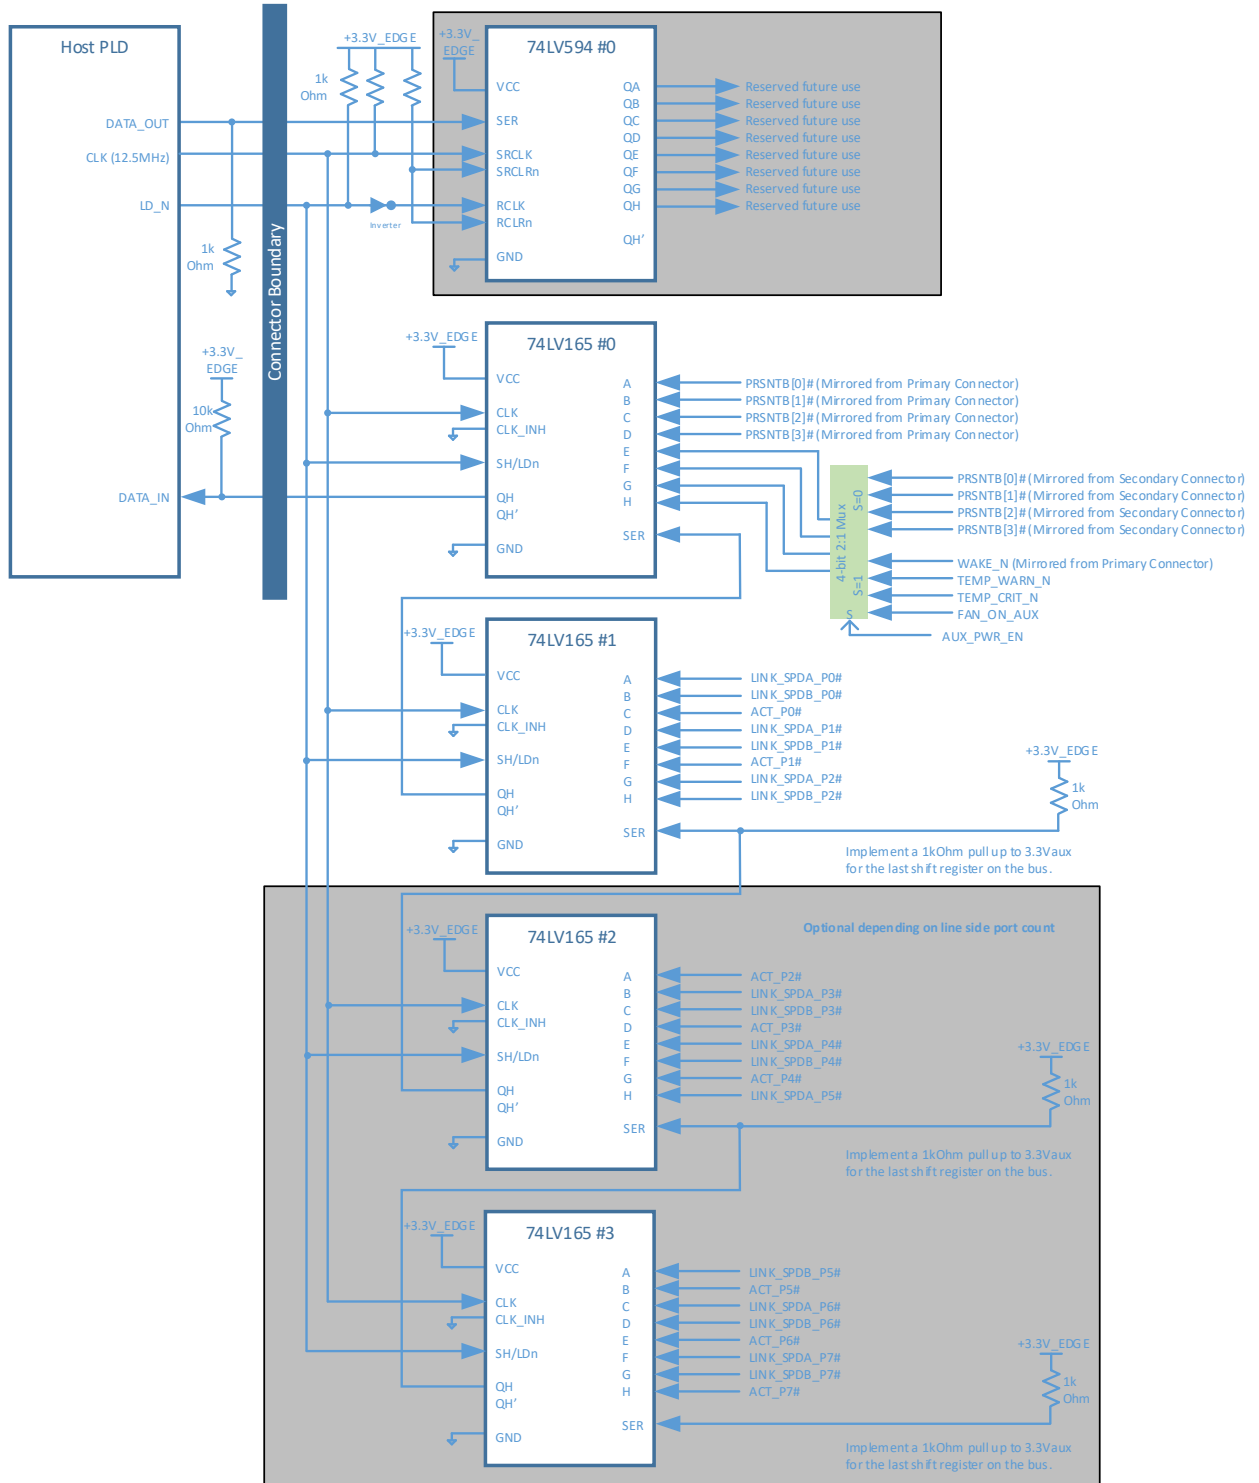 Host PLD
DATA_OUT
CLK (12.5MHz)
LD_N
1k
Ohm
+3.3V_
EDGE
10k
Ohm
DATA_IN
Connector Boundary
+3.3V_EDGE
1k
Ohm
Inverter
+3.3V_
EDGE
74LV594 #0
VCC
SER
SRCLK
SRCLRn
RCLK
RCLRn
GND
QA
QB
QC
QD
QE
QF
QG
QH
QH'
Reserved future use
Reserved future use
Reserved future use
Reserved future use
Reserved future use
Reserved future use
Reserved future use
Reserved future use
+3.3V_EDGE
74LV165 #0
VCC
CLK
CLK_INH
SH/LDn
QH
QH'
GND
A
B
C
D
E
F
G
H
SER
PRSNTB[0]# (Mirrored from Primary Connector)
PRSNTB[1]# (Mirrored from Primary Connector)
PRSNTB[2]# (Mirrored from Primary Connector)
PRSNTB[3]# (Mirrored from Primary Connector)
4-bit 2:1 Mux
S=0
S=1
S
PRSNTB[0]# (Mirrored from Secondary Connector)
PRSNTB[1]# (Mirrored from Secondary Connector)
PRSNTB[2]# (Mirrored from Secondary Connector)
PRSNTB[3]# (Mirrored from Secondary Connector)
WAKE_N (Mirrored from Primary Connector)
TEMP_WARN_N
TEMP_CRIT_N
FAN_ON_AUX
AUX_PWR_EN
+3.3V_EDGE
74LV165 #1
VCC
CLK
CLK_INH
SH/LDn
QH
QH'
GND
A
B
C
D
E
F
G
H
SER
LINK_SPDA_P0#
LINK_SPDB_P0#
ACT_P0#
LINK_SPDA_P1#
LINK_SPDB_P1#
ACT_P1#
LINK_SPDA_P2#
LINK_SPDB_P2#
+3.3V_EDGE
1k
Ohm
Implement a 1kOhm pull up to 3.3Vaux
for the last shift register on the bus.
Optional depending on line side port count
+3.3V_EDGE
74LV165 #2
VCC
CLK
CLK_INH
SH/LDn
QH
QH'
GND
A
B
C
D
E
F
G
H
SER
ACT_P2#
LINK_SPDA_P3#
LINK_SPDB_P3#
ACT_P3#
LINK_SPDA_P4#
LINK_SPDB_P4#
ACT_P4#
LINK_SPDA_P5#
+3.3V_EDGE
1k
Ohm
Implement a 1kOhm pull up to 3.3Vaux
for the last shift register on the bus.
+3.3V_EDGE
74LV165 #3
VCC
CLK
CLK_INH
SH/LDn
QH
QH'
GND
A
B
C
D
E
F
G
H
SER
LINK_SPDB_P5#
ACT_P5#
LINK_SPDA_P6#
LINK_SPDB_P6#
ACT_P6#
LINK_SPDA_P7#
LINK_SPDB_P7#
ACT_P7#
+3.3V_EDGE
1k
Ohm
Implement a 1kOhm pull up to 3.3Vaux
for the last shift register on the bus.